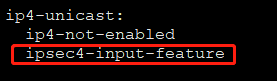 ip4-unicast:
ip4-not-enabled
ipsec4-input-feature